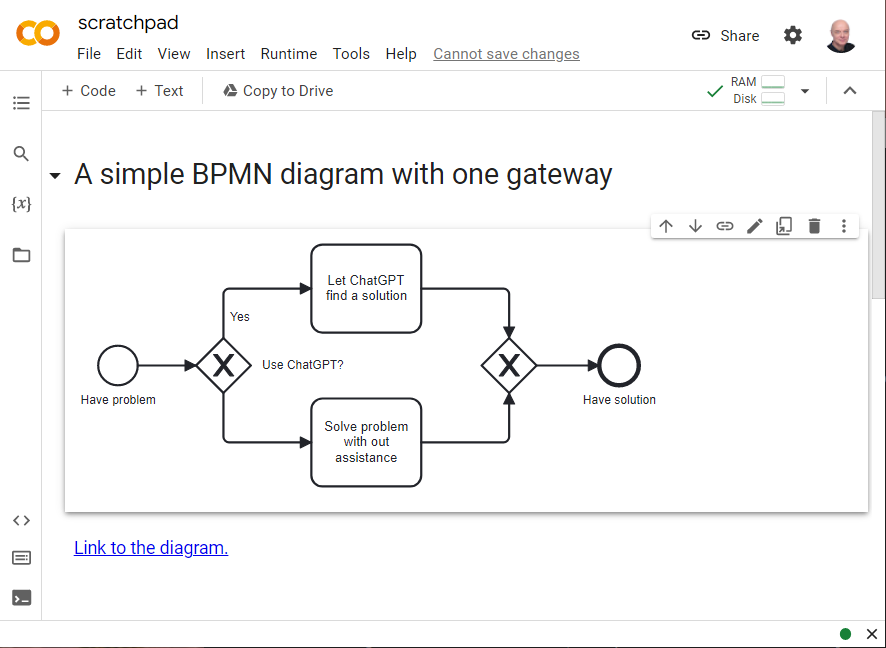 scratchpad
File Edit View Insert Runtime Tools Help Cannot save changes
Share
+ Code + Text Copy to Drive
RAM
Disk
{x}
A simple BPMN diagram with one gateway
Let ChatGPT
find a solution
Yes
X
Use ChatGPT?
X
Have problem
Have solution
Solve problem
with out
assistance
Link to the diagram.